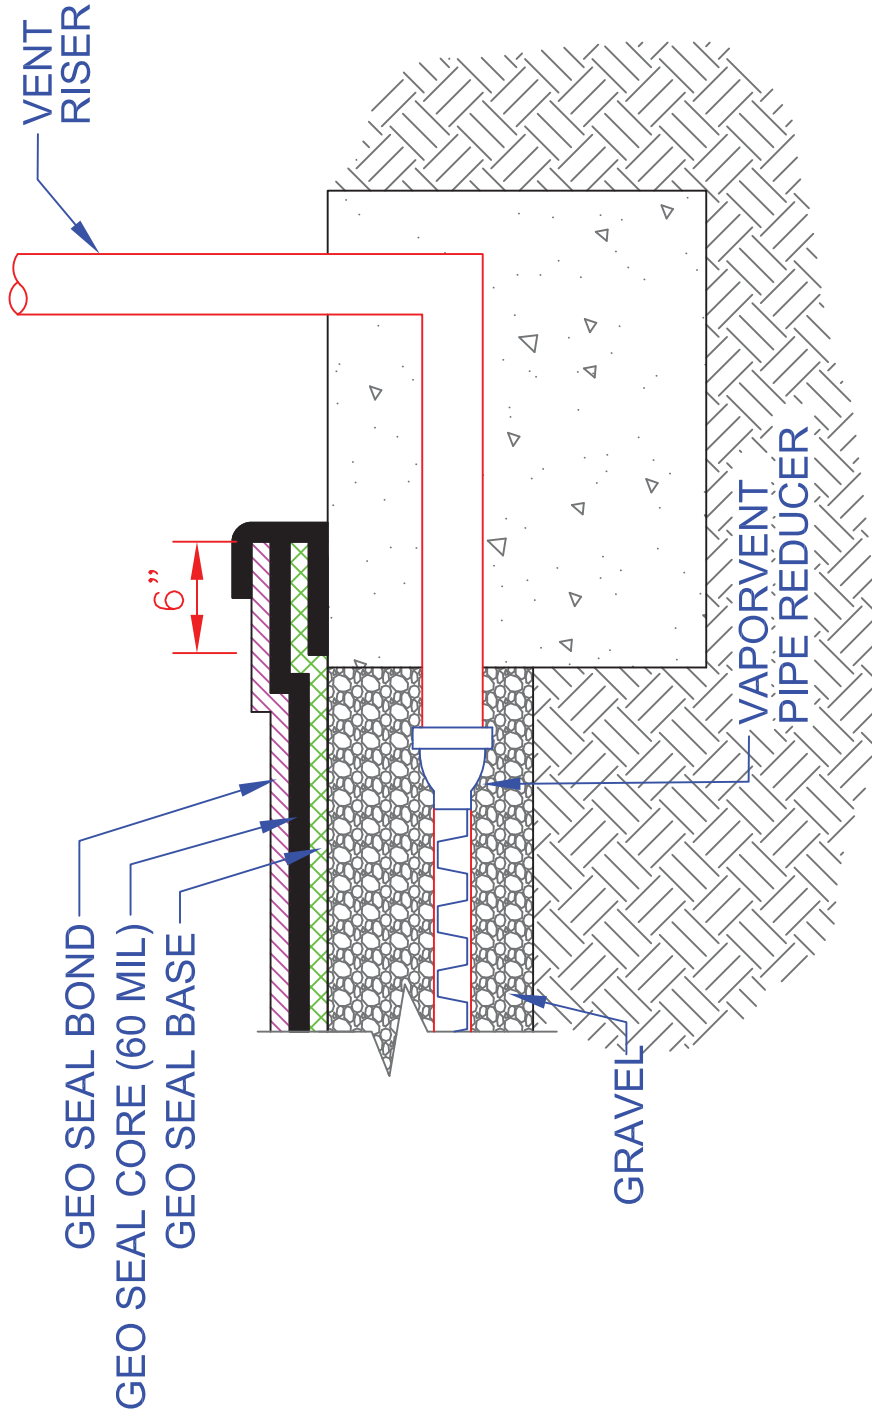 VENT
RISER
6"
GEO SEAL BOND
GEO SEAL CORE (60 MIL)
GEO SEAL BASE
VAPORVENT
PIPE REDUCER
GRAVEL